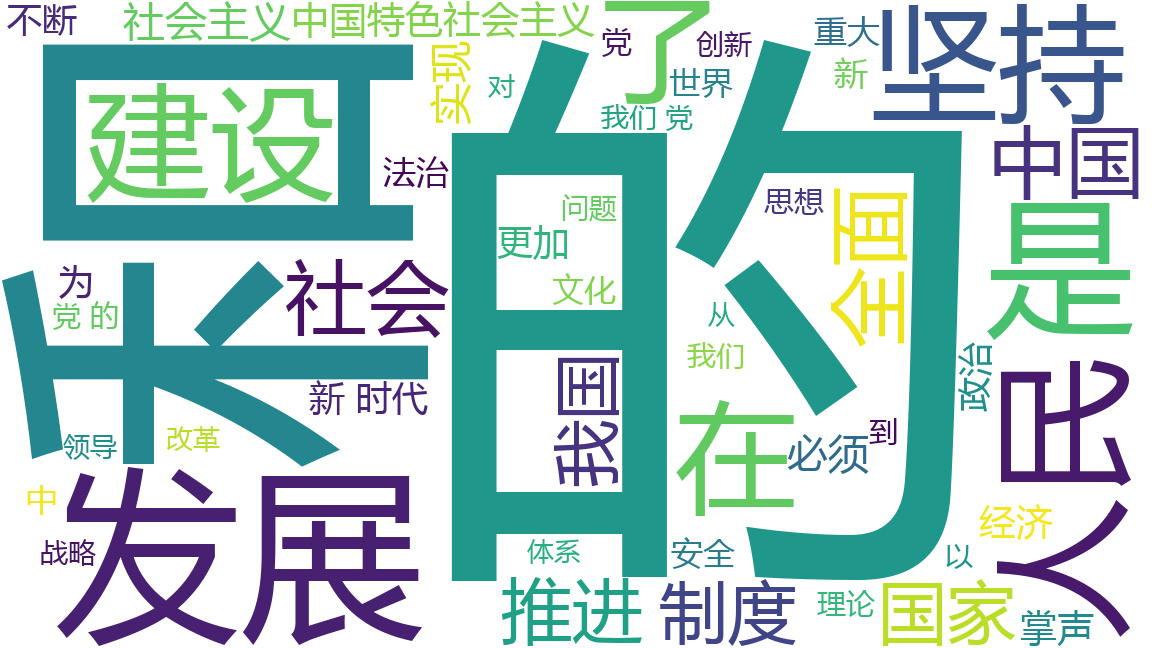 不断
社会主义
中国特色社会主义
党
了
创新
重大
坚持
新
实现
对
世界
我们 党
建设
和
法治
的
中国
思想
全面
问题
更加
文化
是
为
党 的
社会
从
我们
政治
新 时代
我国
人民
在
必须
到
领导
改革
发展
中
战略
经济
体系
安全
以
推进
制度
理论
国家
掌声